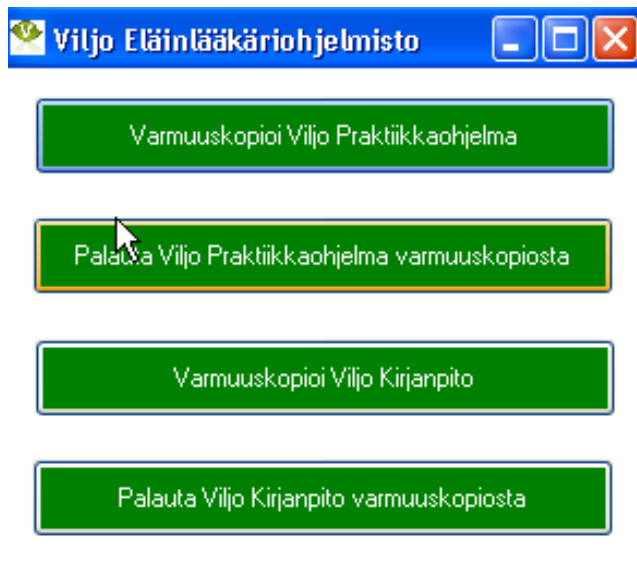 Viljo Eläinlääkäriohjelmisto
Varmuuskopioi Viljo Praktiikkaohjelma
Palauta Viljo Praktiikkaohjelma varmuuskopiosta
Varmuuskopioi Viljo Kirjanpito
Palauta Viljo Kirjanpito varmuuskopiosta